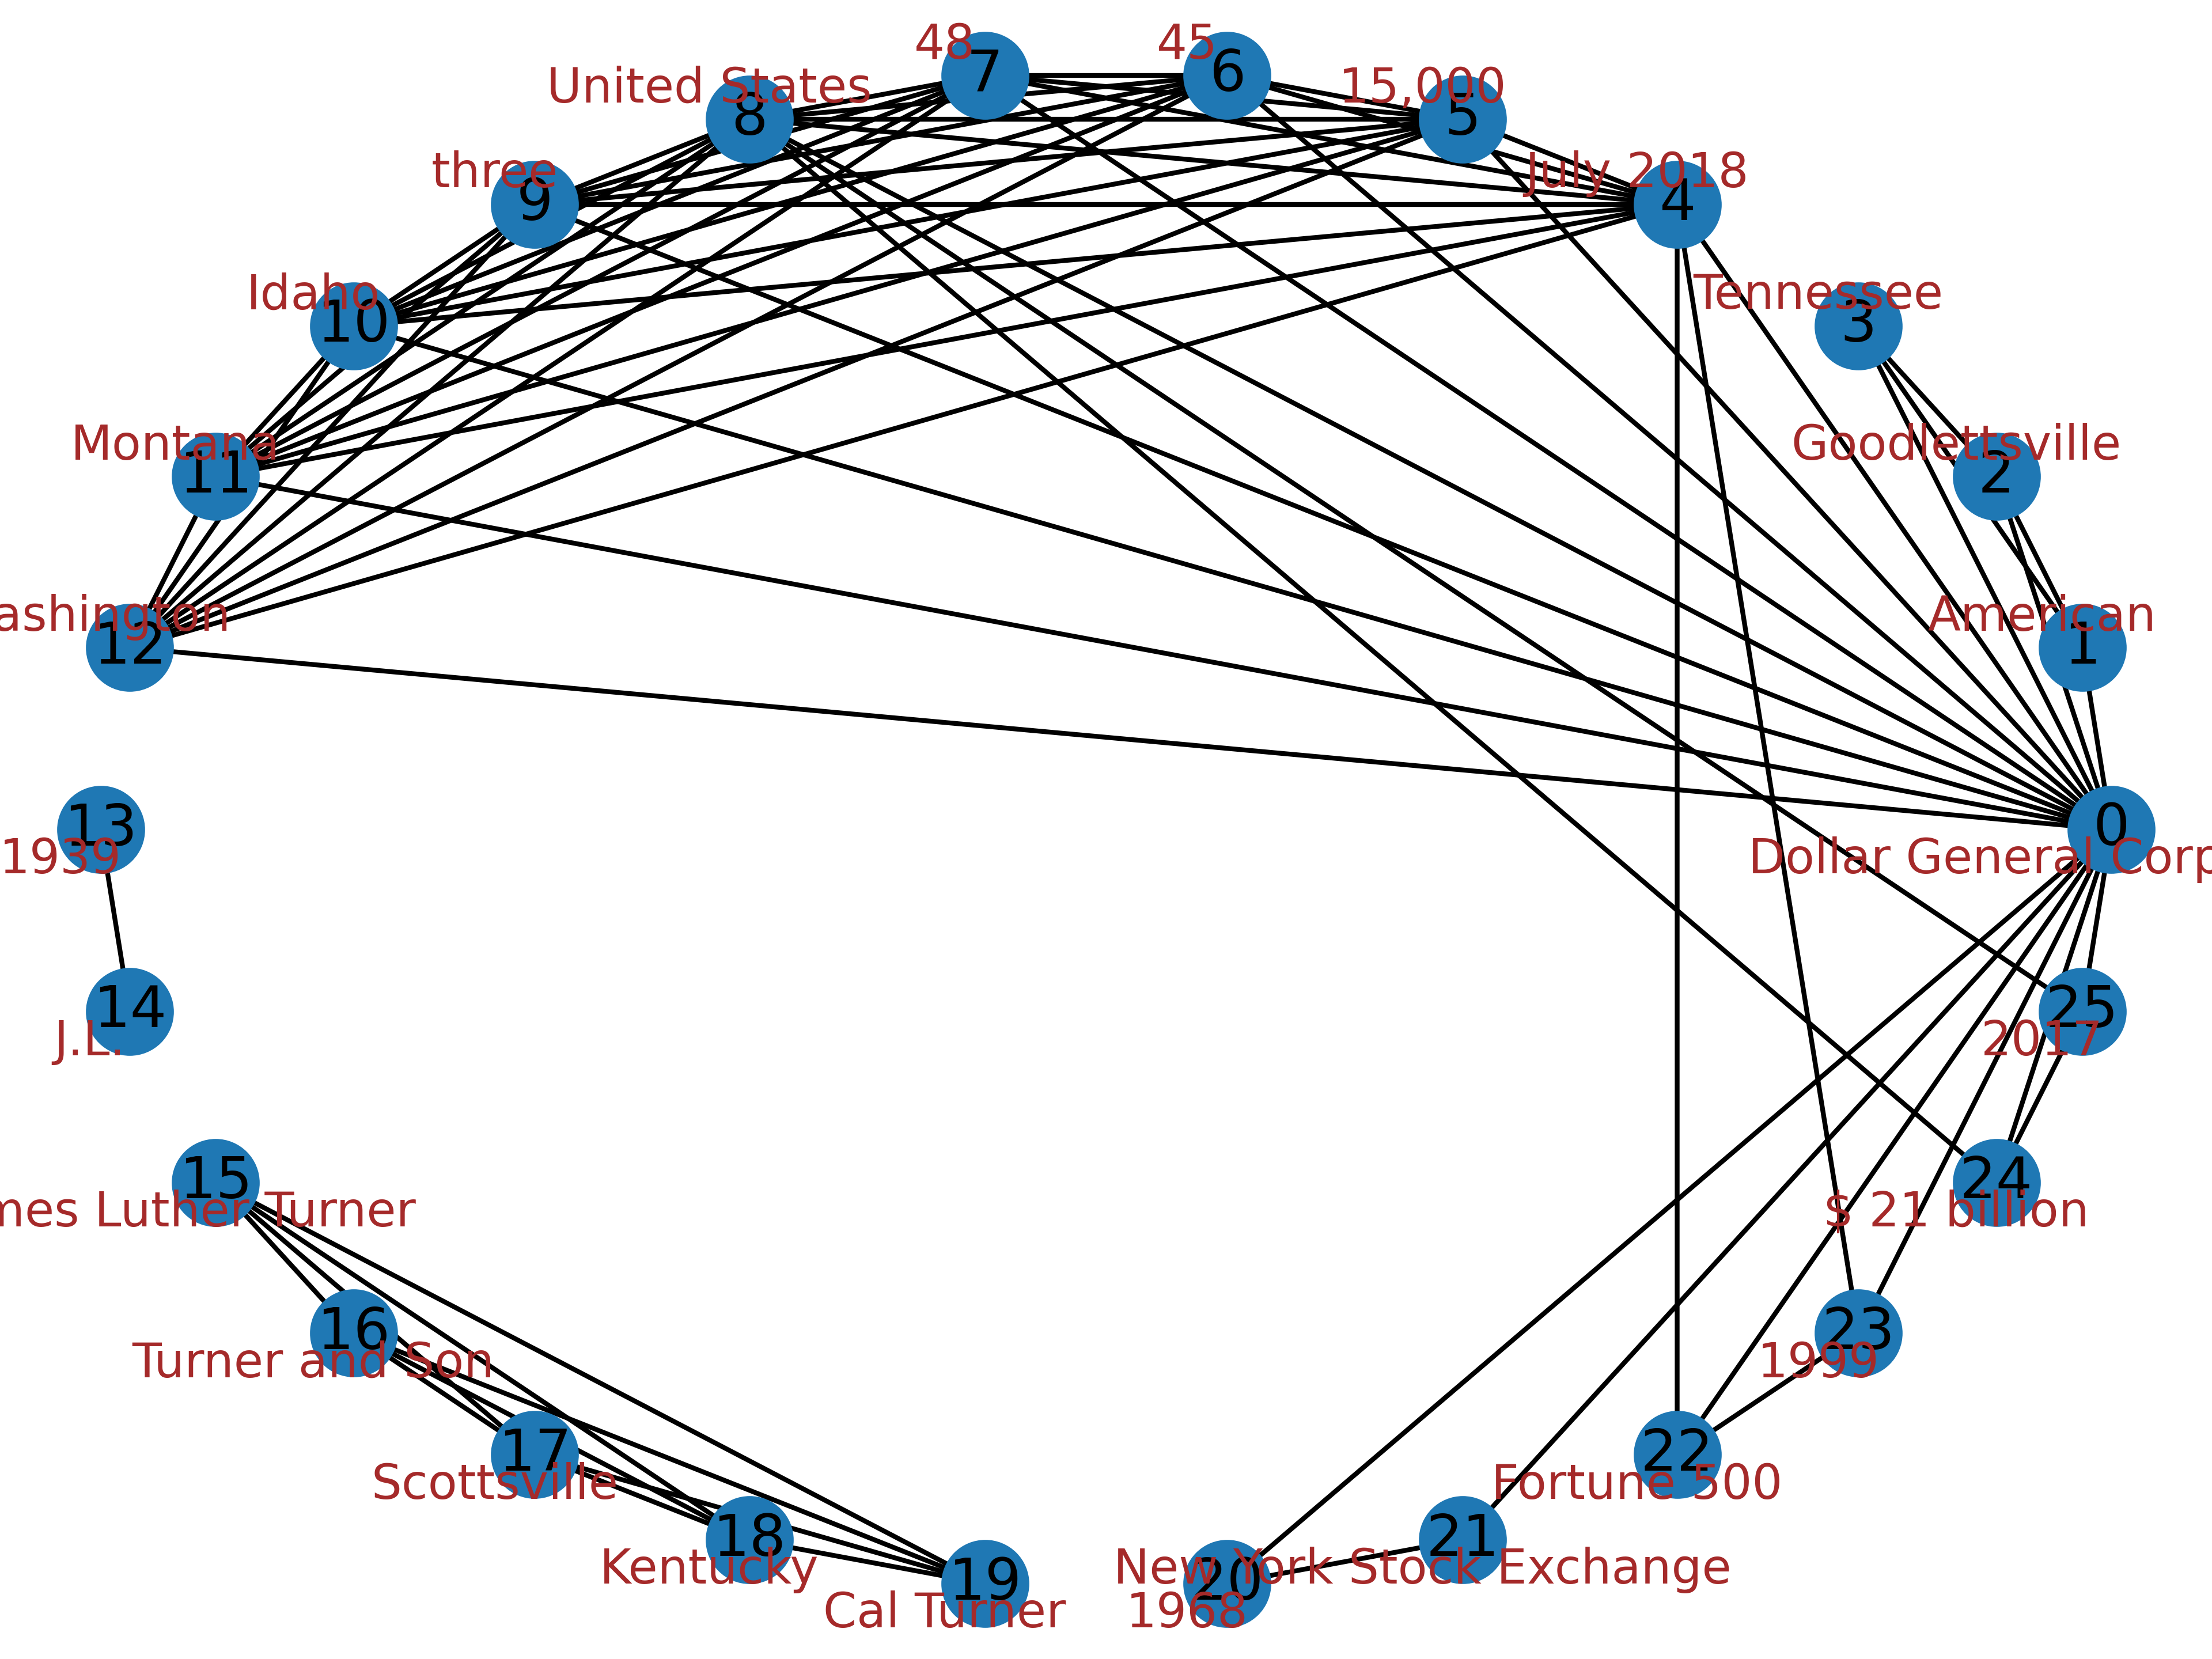 48
7
45
6
United States
8
15,000
5
three
9
July 2018
4
Idaho
10
Tennessee
3
Montana
11
Goodlettsville
2
ashington
12
American
1
13
1939
0
Dollar General Corp
14
J.L.
25
2017
15
mes Luther Turner
24
$ 21 billion
16
Turner and Son
23
1999
17
Scottsville
22
Fortune 500
18
Kentucky
21
New York Stock Exchange
19
Cal Turner
20
1968